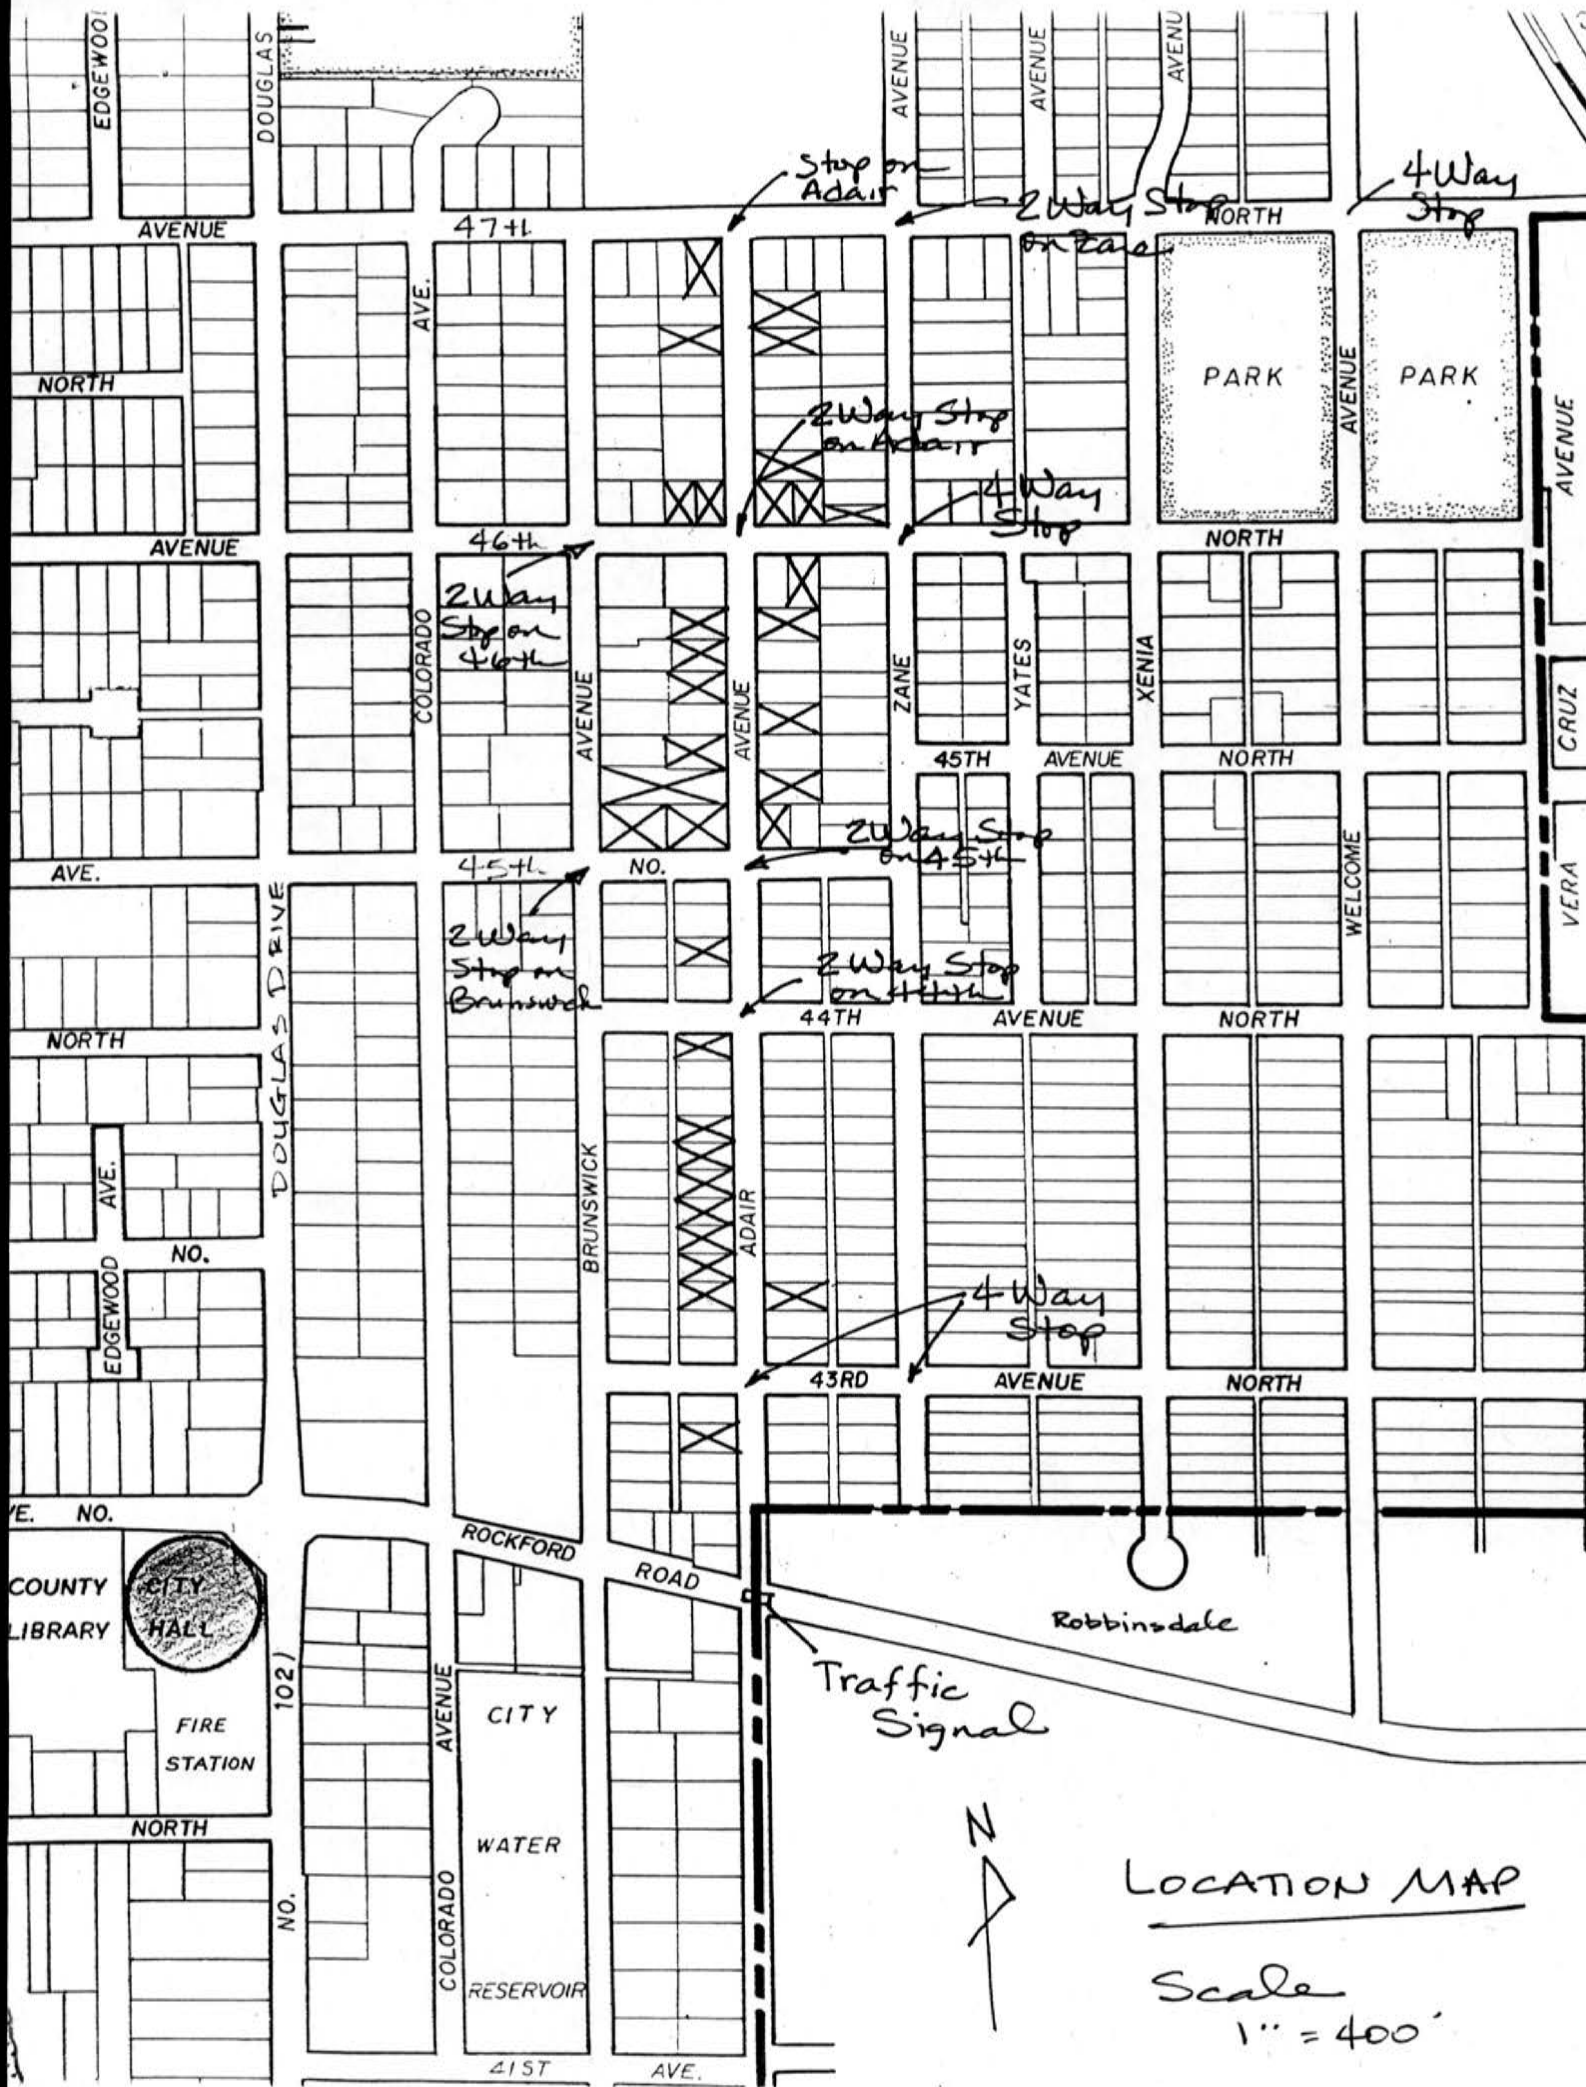 EDGEWOO
DOUGLAS
AVENUE
AVENUE
AVENU
Stop on
Adair
2 Way Stop
on Zane
4 Way
Stop
AVENUE
47th
NORTH
AVE.
NORTH
PARK
AVENUE
PARK
AVENUE
2 Way Stop
on Adair
4 Way
Stop
AVENUE
46th
NORTH
2 Way
Stop on
46th
COLORADO
AVENUE
AVENUE
ZANE
YATES
XENIA
CRUZ
45TH AVENUE NORTH
2 Way Stop
on 45th
AVE.
45th
NO.
WELCOME
VERA
2 Way
Stop on
Brunswick
2 Way Stop
on 44th
NORTH
DOUGLAS DRIVE
44TH AVENUE NORTH
AVE.
BRUNSWICK
ADAIR
NO.
EDGEWOOD
4 Way
Stop
43RD AVENUE NORTH
VE. NO.
ROCKFORD ROAD
COUNTY
LIBRARY
CITY
HALL
Robbinsdale
102)
AVENUE
Traffic
Signal
FIRE
STATION
CITY
WATER
RESERVOIR
NORTH
NO.
COLORADO
N
LOCATION MAP
Scale
1" = 400'
41ST AVE.